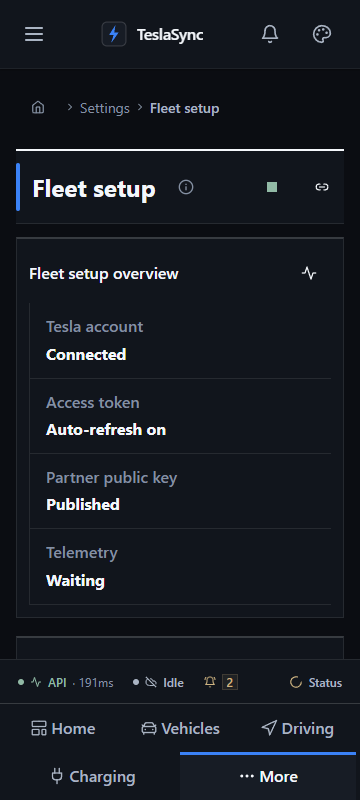 TeslaSync
Settings Fleet setup
Fleet setup
Fleet setup overview
Tesla account
Connected
Access token
Auto-refresh on
Partner public key
Published
Telemetry
Waiting
API · 191ms Idle 2 Status
Home Vehicles Driving
Charging More